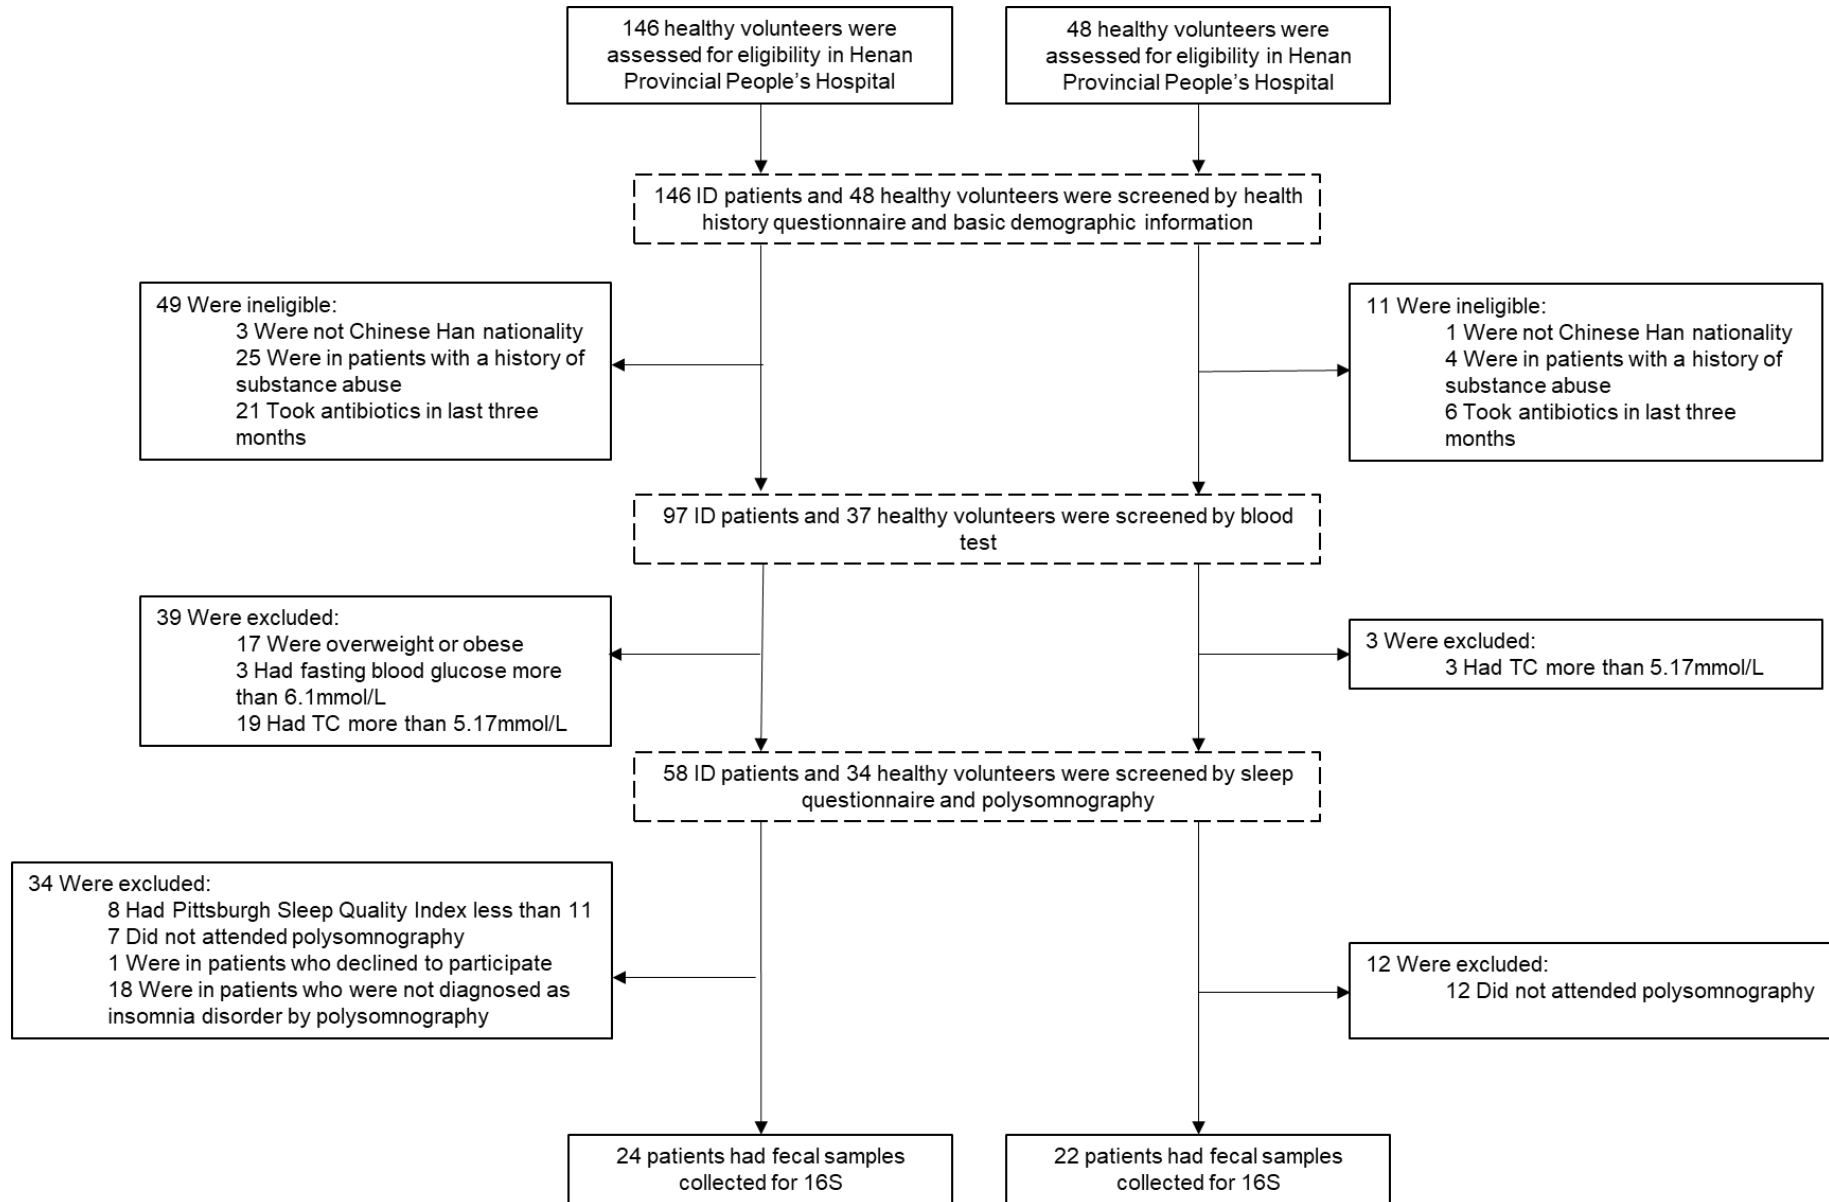 146 healthy volunteers were
assessed for eligibility in Henan
Provincial People’s Hospital
48 healthy volunteers were
assessed for eligibility in Henan
Provincial People’s Hospital
146 ID patients and 48 healthy volunteers were screened by health
history questionnaire and basic demographic information
49 Were ineligible:
3 Were not Chinese Han nationality
25 Were in patients with a history of
substance abuse
21 Took antibiotics in last three
months
11 Were ineligible:
1 Were not Chinese Han nationality
4 Were in patients with a history of
substance abuse
6 Took antibiotics in last three
months
97 ID patients and 37 healthy volunteers were screened by blood
test
39 Were excluded:
17 Were overweight or obese
3 Had fasting blood glucose more
than 6.1mmol/L
19 Had TC more than 5.17mmol/L
3 Were excluded:
3 Had TC more than 5.17mmol/L
58 ID patients and 34 healthy volunteers were screened by sleep
questionnaire and polysomnography
34 Were excluded:
8 Had Pittsburgh Sleep Quality Index less than 11
7 Did not attended polysomnography
1 Were in patients who declined to participate
18 Were in patients who were not diagnosed as
insomnia disorder by polysomnography
12 Were excluded:
12 Did not attended polysomnography
24 patients had fecal samples
collected for 16S
22 patients had fecal samples
collected for 16S